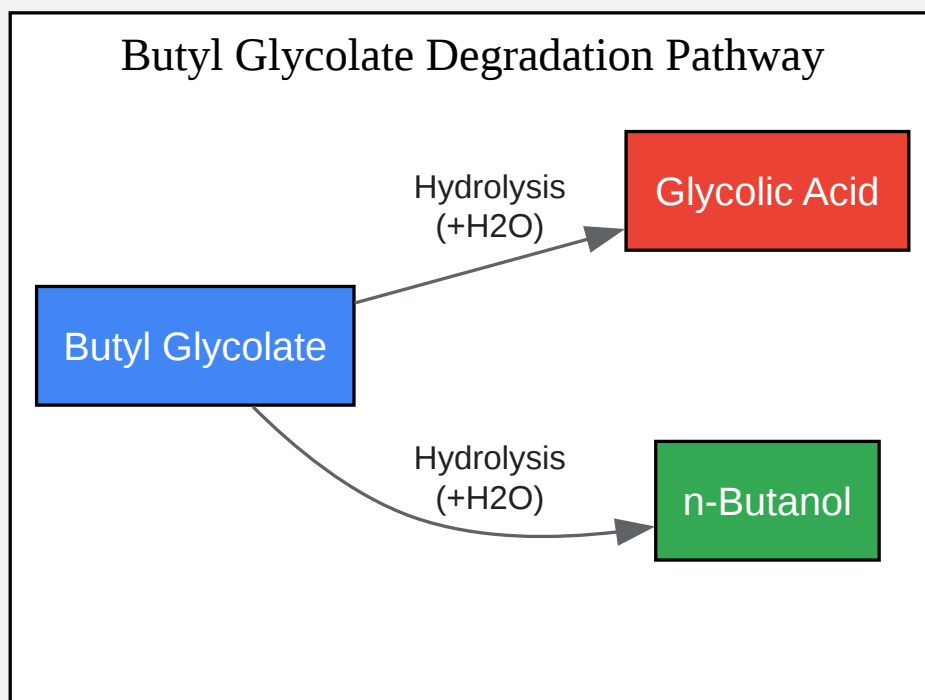 Butyl Glycolate Degradation Pathway
Hydrolysis
(+H2O)
Glycolic Acid
Butyl Glycolate
Hydrolysis
(+H2O)
n-Butanol